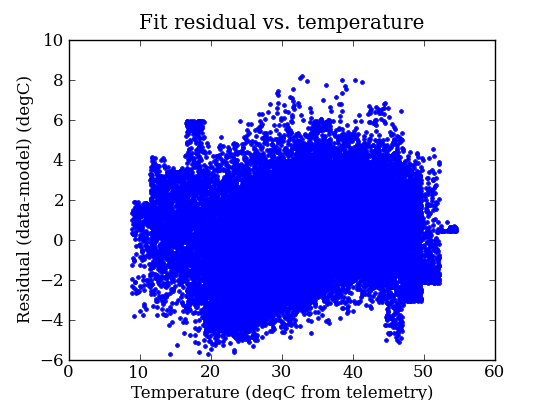 Fit residual vs. temperature
10
8
6
4
2
0
−2
−4
−6
Residual (data-model) (degC)
0 10 20 30 40 50 60
Temperature (degC from telemetry)